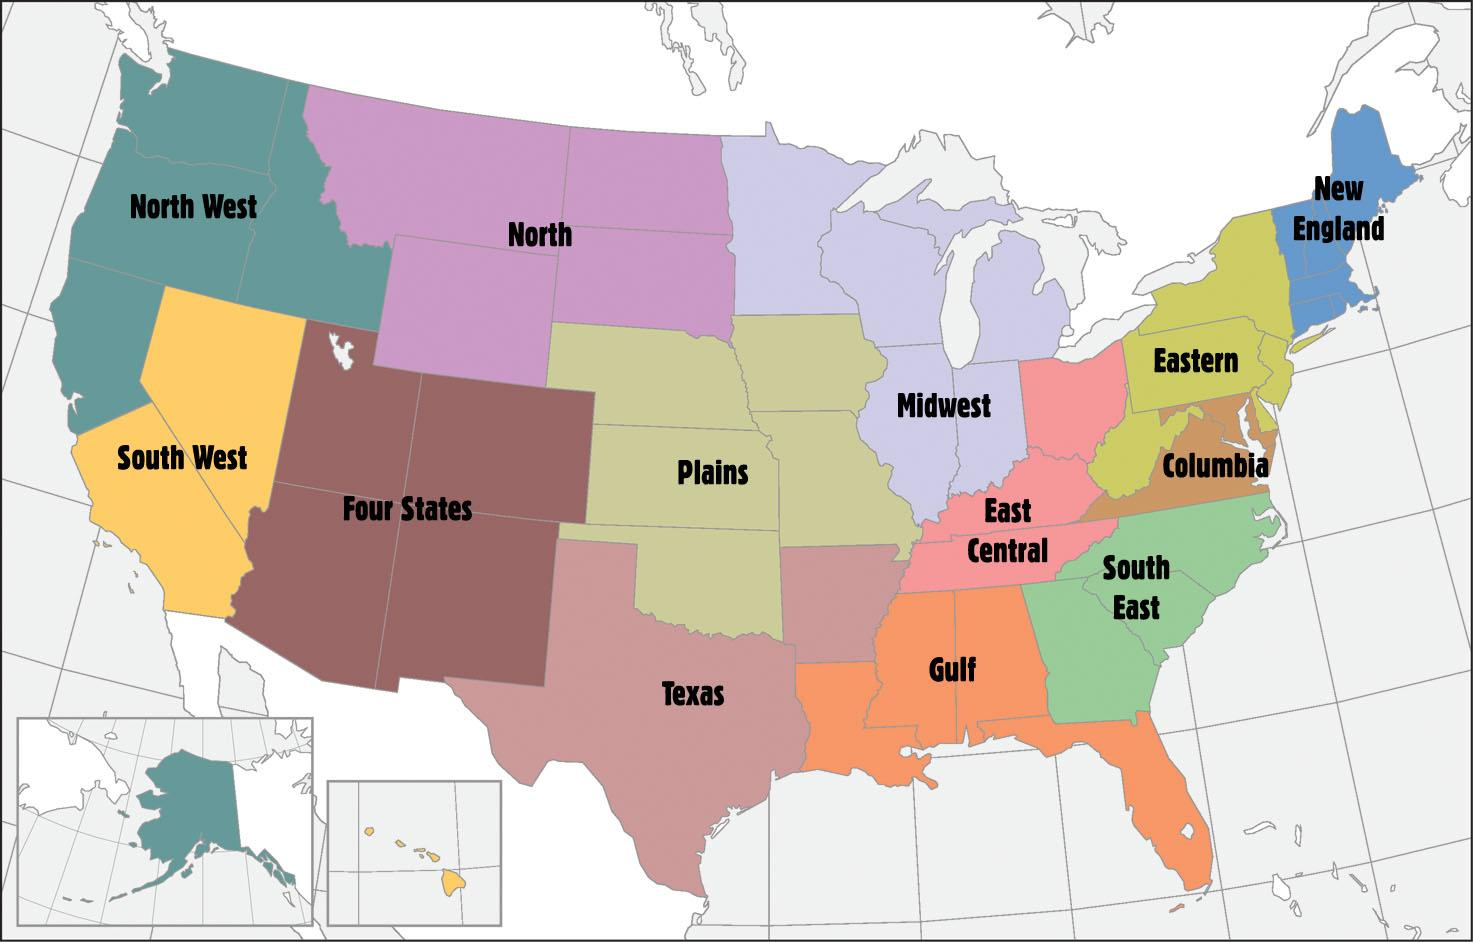 North West
North
New
England
Eastern
Midwest
South West
Plains
Columbia
Four States
East
Central
South
East
Gulf
Texas